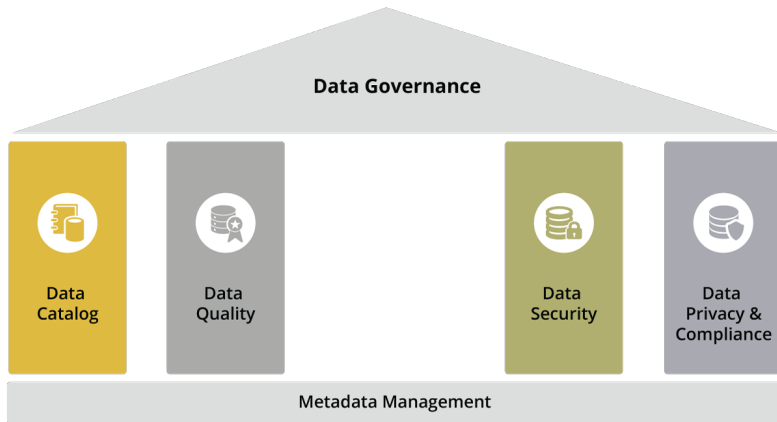 Data Governance
Data
Catalog
Data
Quality
Data
Security
Data
Privacy &
Compliance
Metadata Management